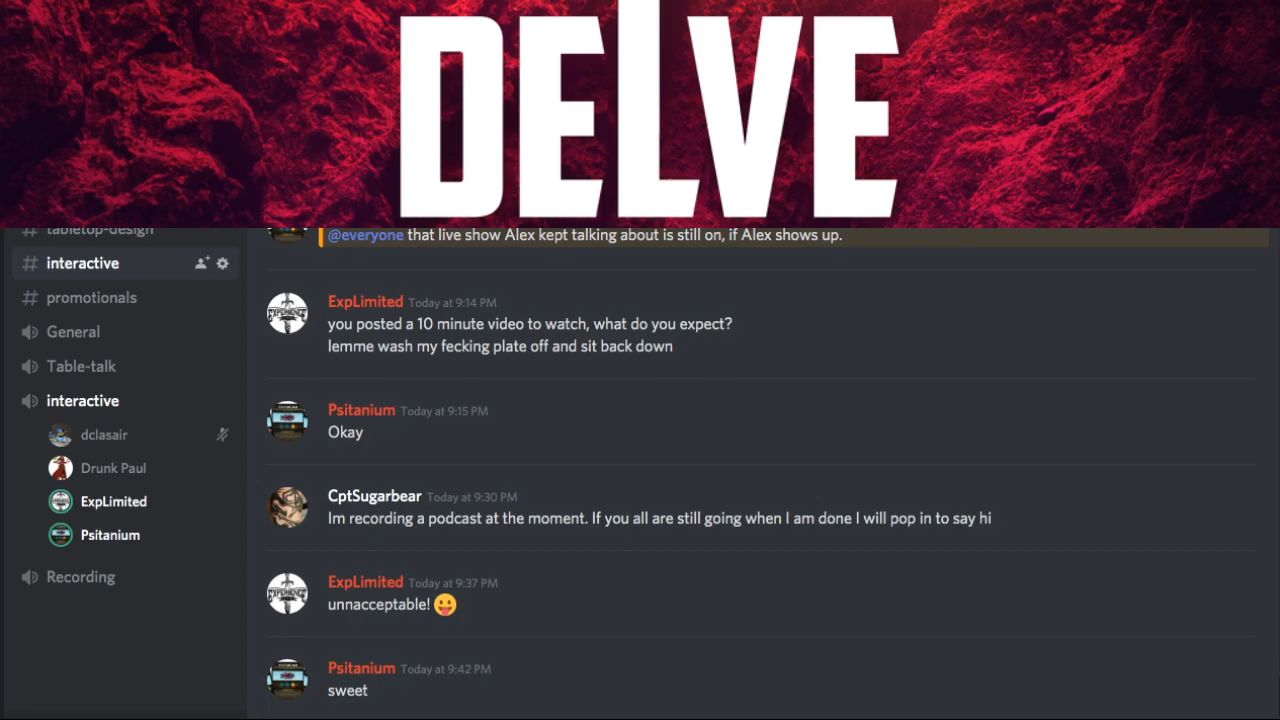 DELVE
# tabletop-design
@everyone that live show Alex kept talking about is still on, if Alex shows up.
# interactive
# promotionals
General
Table-talk
interactive
dclasair
Drunk Paul
ExpLimited
Psitanium
Recording
ExpLimited Today at 9:14 PM
you posted a 10 minute video to watch, what do you expect?
lemme wash my fecking plate off and sit back down
Psitanium Today at 9:15 PM
Okay
CptSugarbear Today at 9:30 PM
Im recording a podcast at the moment. If you all are still going when I am done I will pop in to say hi
ExpLimited Today at 9:37 PM
unnacceptable! 😛
Psitanium Today at 9:42 PM
sweet
EXPERIENCE